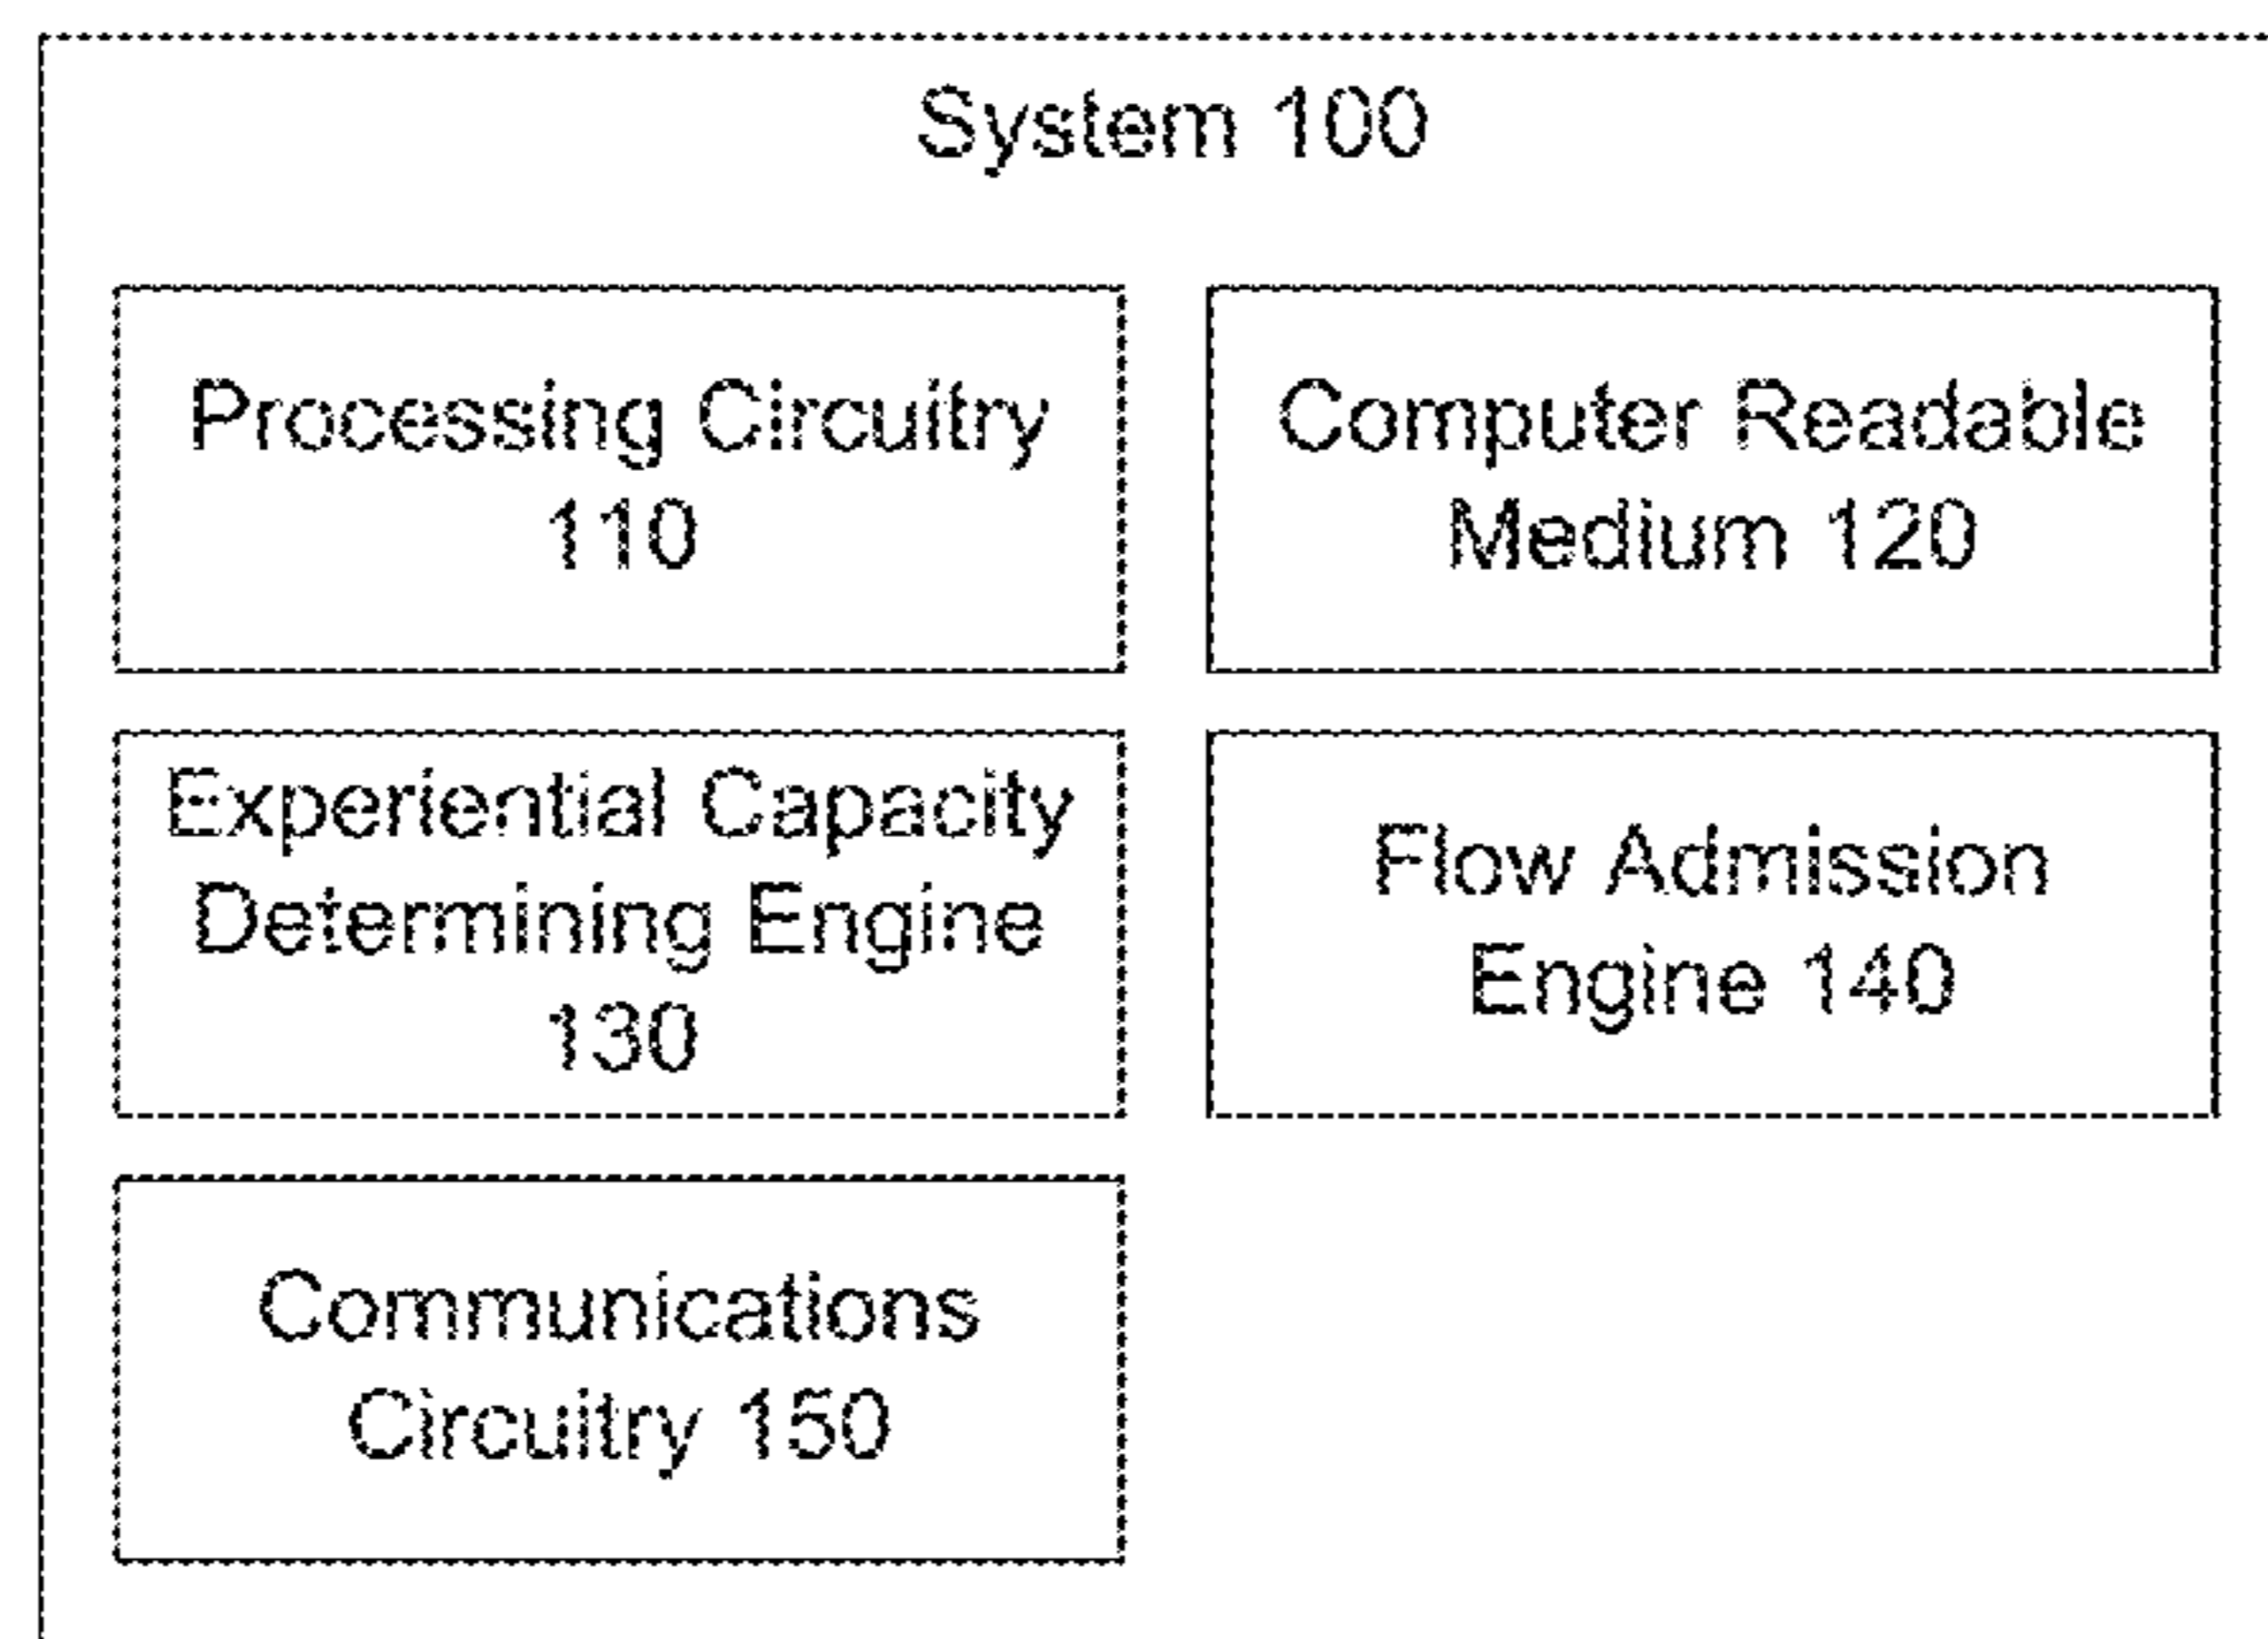 System 100
Processing Circuitry
110
Computer Readable
Medium 120
Experiential Capacity
Determining Engine
130
Flow Admission
Engine 140
Communications
Circuitry 150